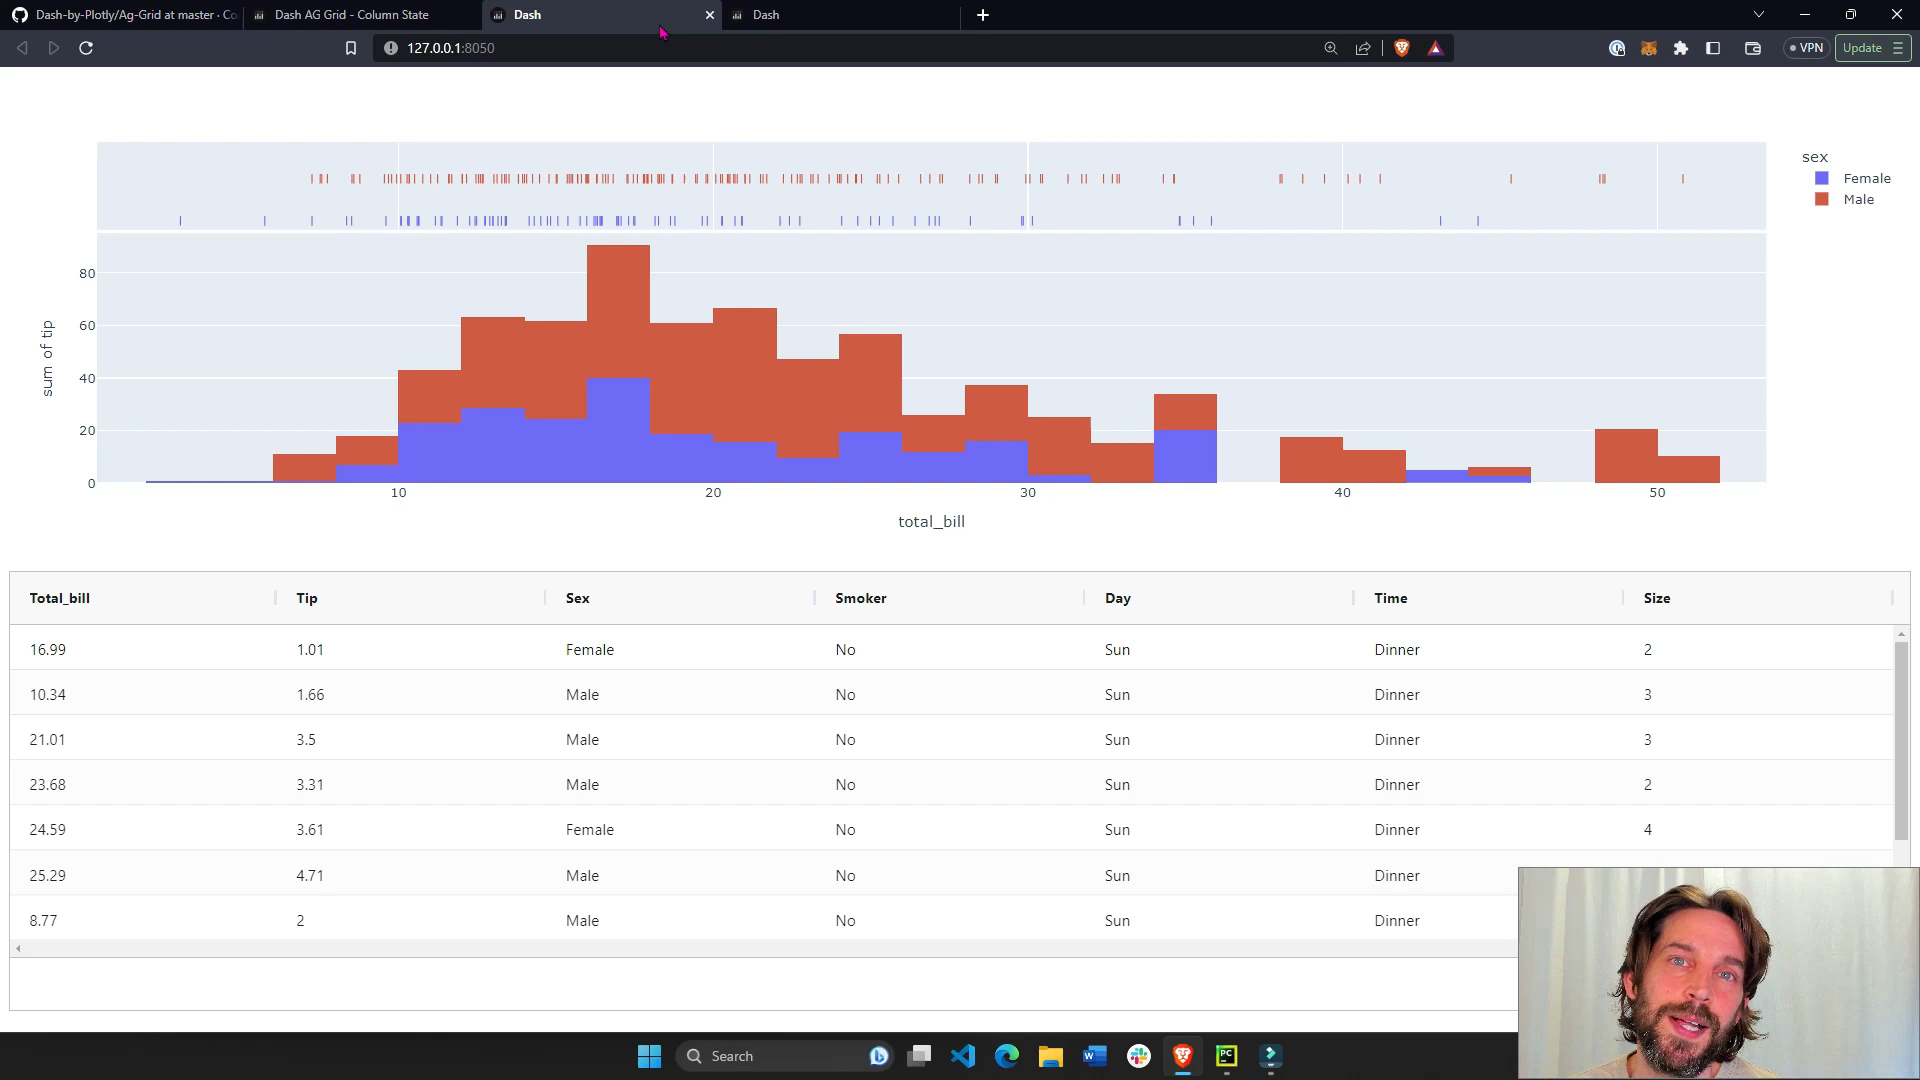 Dash-by-Plotly/Ag-Grid at master · Co
Dash AG Grid - Column State
Dash
Dash
127.0.0.1:8050
VPN
Update
sex
Female
Male
sum of tip
80
60
40
20
0
10 20 30 40 50
total_bill
Total_bill Tip Sex Smoker Day Time Size
16.99 1.01 Female No Sun Dinner 2
10.34 1.66 Male No Sun Dinner 3
21.01 3.5 Male No Sun Dinner 3
23.68 3.31 Male No Sun Dinner 2
24.59 3.61 Female No Sun Dinner 4
25.29 4.71 Male No Sun Dinner
8.77 2 Male No Sun Dinner
Search